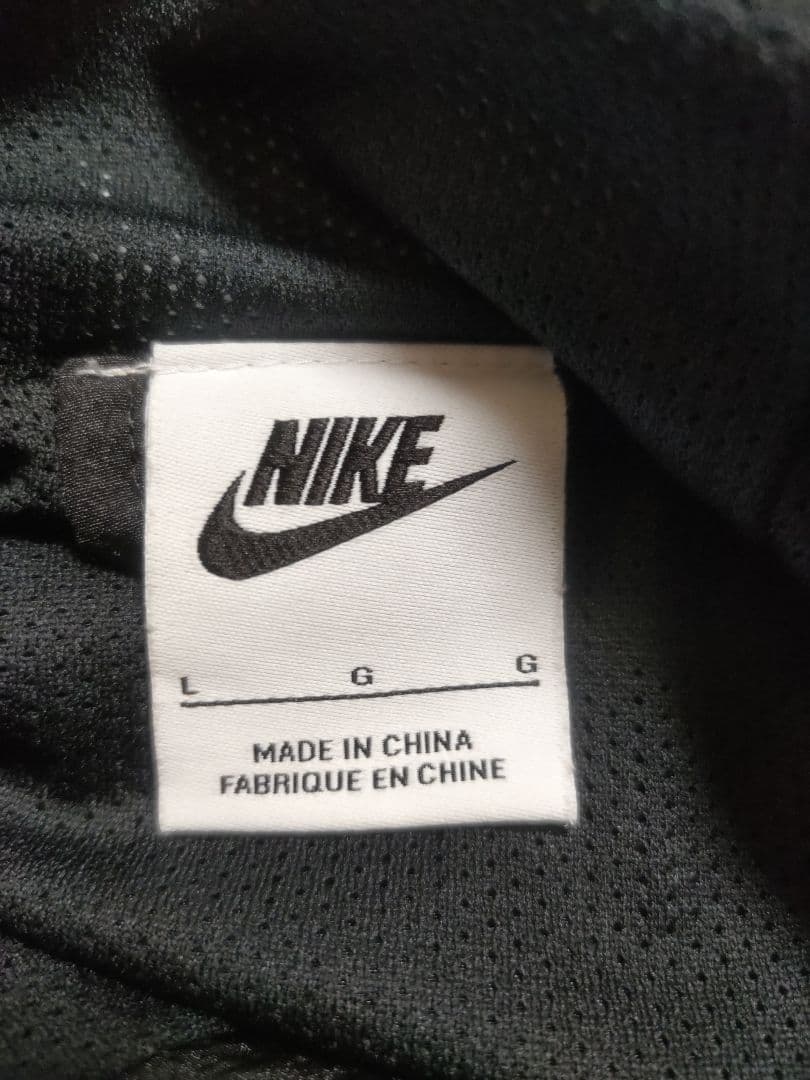 NIKE
L G G
MADE IN CHINA
FABRIQUE EN CHINE